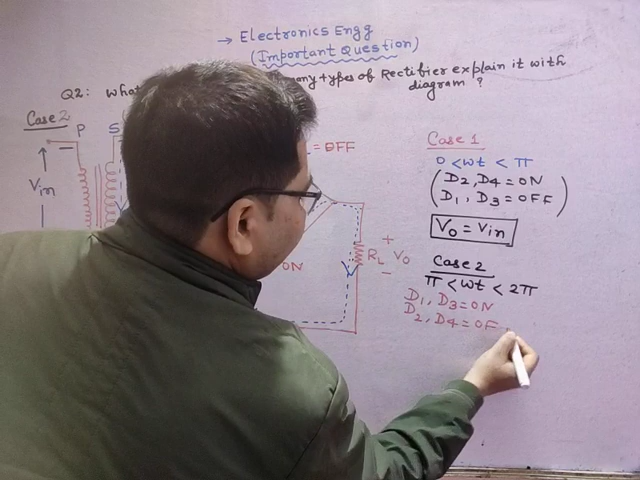 → Electronics Engg
(Important Question)
Q2: What many types of Rectifier explain it with
diagram ?
Case 2
P S
= OFF
Vin
ON
RL
+
Vo
-
Case 1
0 < wt < π
(D2, D4 = ON
D1, D3 = OFF)
Vo = Vin
Case 2
π < wt < 2π
D1, D3 = ON
D2, D4 = OF